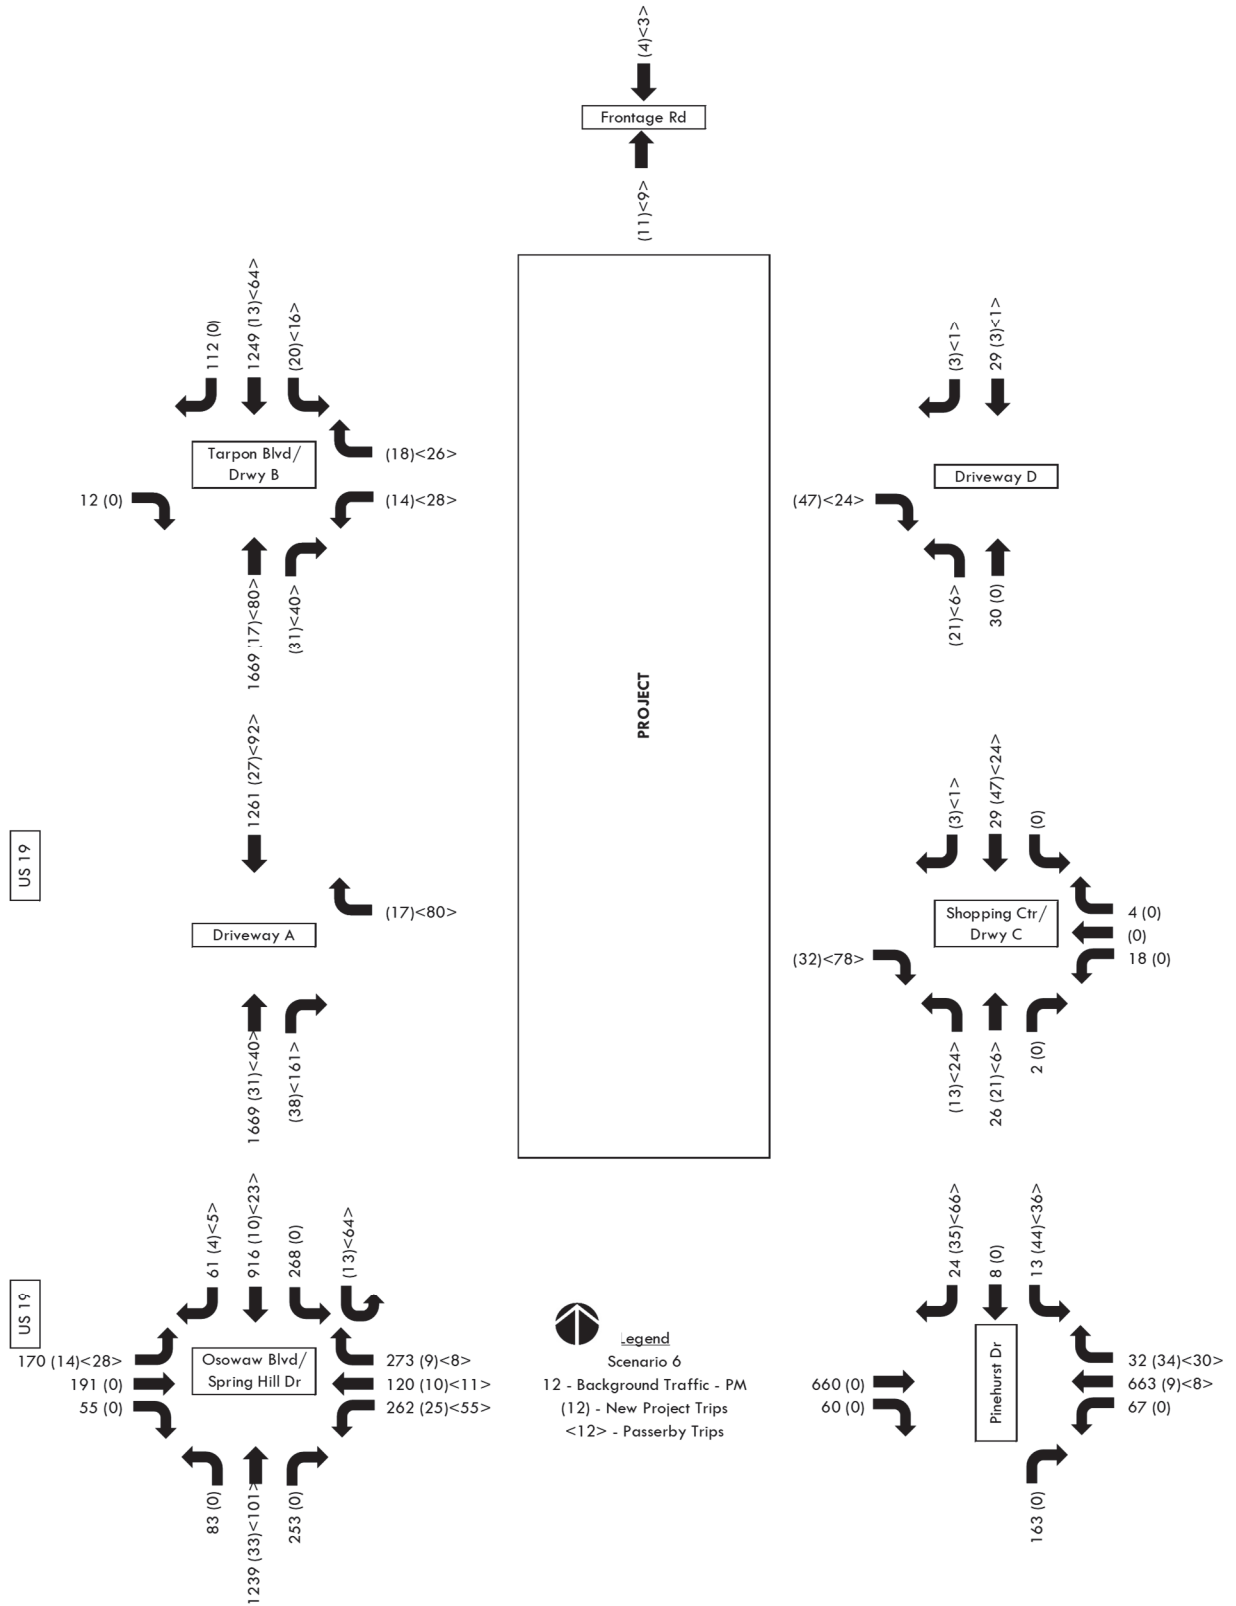 (4)<3>
Frontage Rd
(11)<9>
112 (0)
1249 (13)<64>
(20)<16>
Tarpon Blvd/
Drwy B
(18)<26>
12 (0)
(14)<28>
1669 (17)<80>
(31)<40>
(3)<1>
29 (3)<1>
Driveway D
(47)<24>
(21)<6>
30 (0)
PROJECT
US 19
1261 (27)<92>
(17)<80>
Driveway A
1669 (31)<40>
(38)<161>
(3)<1>
29 (47)<24>
(0)
Shopping Ctr/
Drwy C
4 (0)
(0)
18 (0)
(32)<78>
(13)<24>
26 (21)<6>
2 (0)
US 19
61 (4)<5>
916 (10)<23>
268 (0)
(13)<64>
170 (14)<28>
191 (0)
55 (0)
Osowaw Blvd/
Spring Hill Dr
273 (9)<8>
120 (10)<11>
262 (25)<55>
83 (0)
1239 (33)<101>
253 (0)
Legend
Scenario 6
12 - Background Traffic - PM
(12) - New Project Trips
<12> - Passerby Trips
24 (35)<66>
8 (0)
13 (44)<36>
660 (0)
60 (0)
Pinehurst Dr
32 (34)<30>
663 (9)<8>
67 (0)
163 (0)